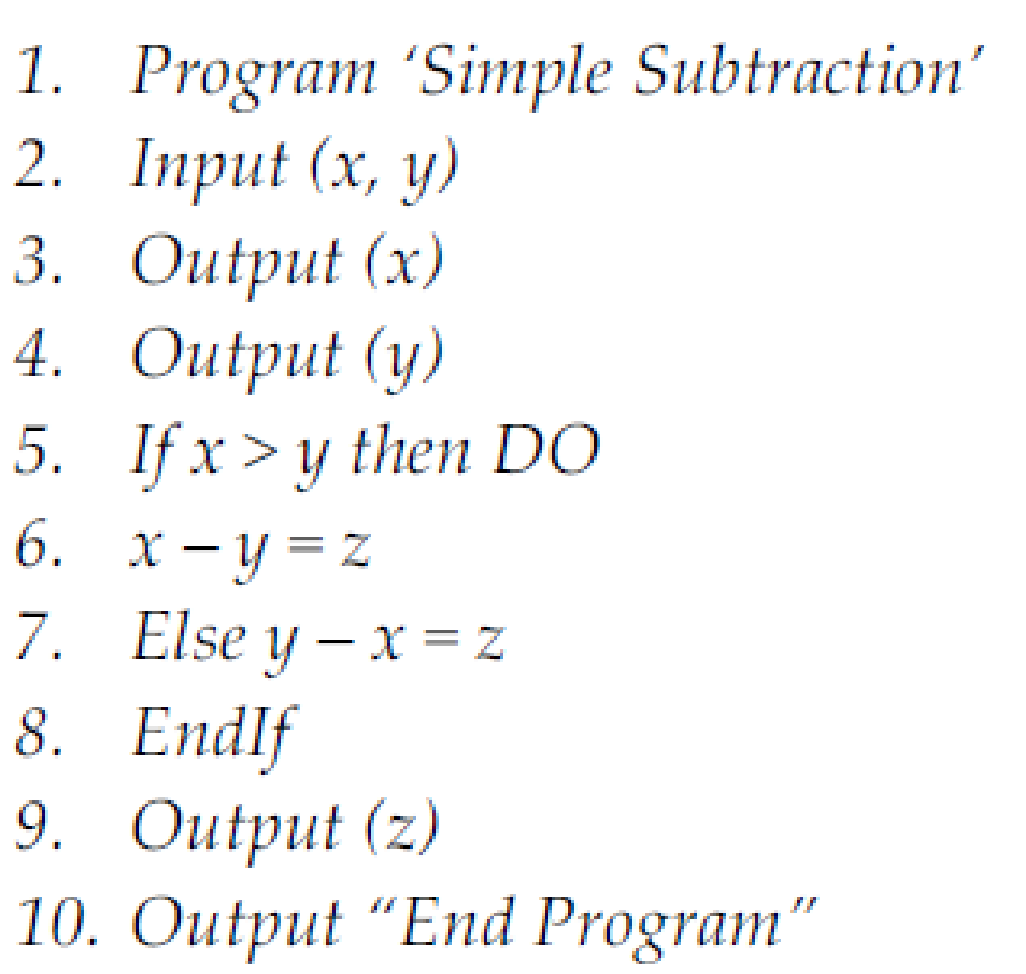 1. Program ‘Simple Subtraction’
2. Input (x, y)
3. Output (x)
4. Output (y)
5. If x > y then DO
6. x – y = z
7. Else y – x = z
8. EndIf
9. Output (z)
10. Output “End Program”